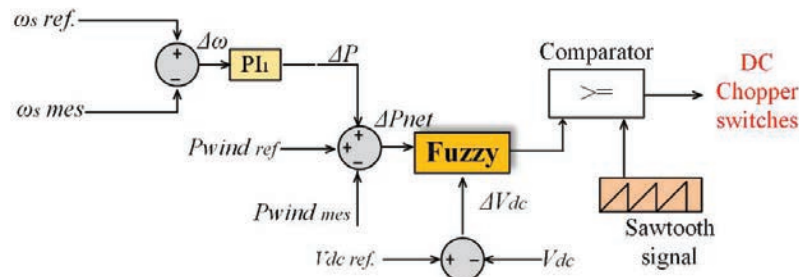 ωs ref.
Δω
PI1
ΔP
ωs mes
Comparator
>=
DC
Chopper
switches
ΔPnet
Pwind ref
Fuzzy
Pwind mes
ΔVdc
Sawtooth
signal
Vdc ref.
Vdc